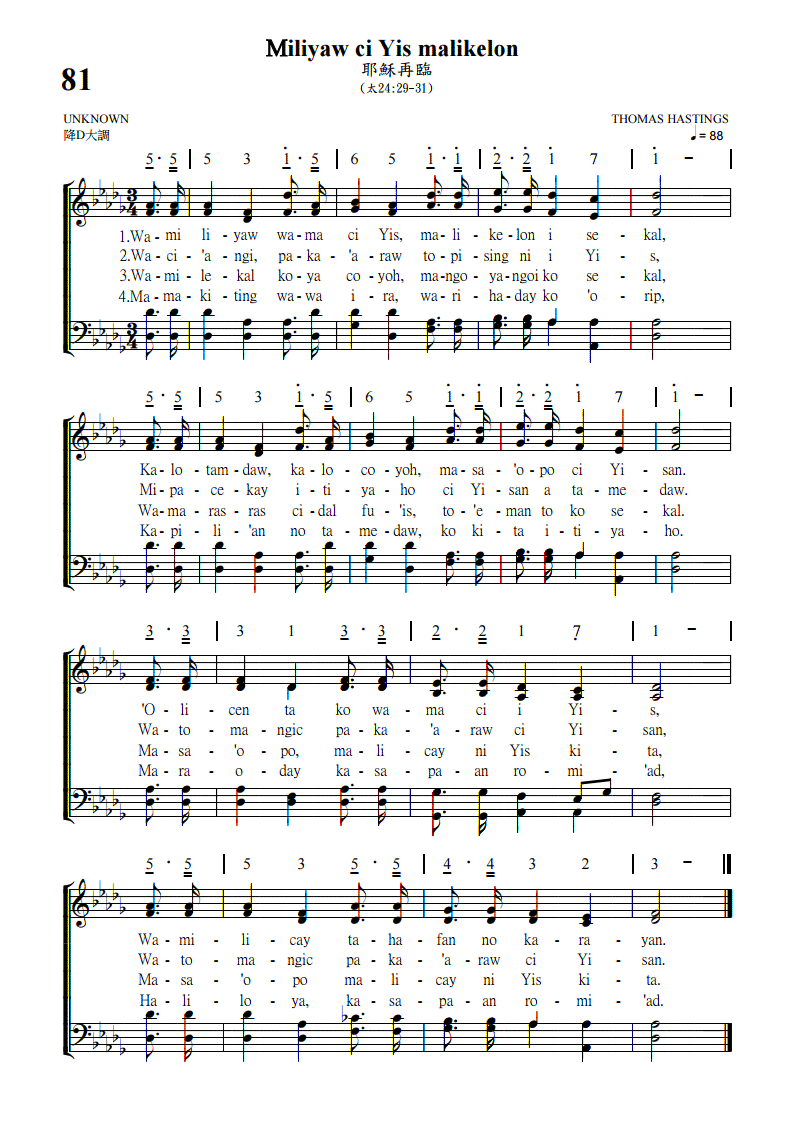 Miliyaw ci Yis malikelon
81
耶穌再臨
(太24:29-31)
UNKNOWN
THOMAS HASTINGS
降D大調
♩ = 88
5 · 5 | 5 3 i · 5 | 6 5 i · i | 2̇ · 2̇ i 7 | i − |
1.Wa - mi li - yaw wa - ma ci Yis, ma - li - ke - lon i se - kal,
2.Wa - ci - 'a - ngi, pa - ka - 'a - raw to - pi - sing ni i Yi - s,
3.Wa - mi - le - kal ko - ya co - yoh, ma - ngo - ya - ngoi ko se - kal,
4.Ma - ma - ki - ting wa - wa i - ra, wa - ri - ha - day ko 'o - rip,
5 · 5 | 5 3 i · 5 | 6 5 i · i | 2̇ · 2̇ i 7 | i − |
Ka - lo - tam - daw, ka - lo - co - yoh, ma - sa - 'o - po ci Yi - san.
Mi - pa - ce - kay i - ti - ya - ho ci Yi - san a ta - me - daw.
Wa - ma - ras - ras ci - dal fu - 'is, to - 'e - man to ko se - kal.
Ka - pi - li - 'an no ta - me - daw, ko ki - ta i - ti - ya - ho.
3 · 3 | 3 1 3 · 3 | 2 · 2 1 7̣ | 1 − |
'O - li - cen ta ko wa - ma ci i Yi - s,
Wa - to - ma - ngic pa - ka - 'a - raw ci Yi - san,
Ma - sa - 'o - po, ma - li - cay ni Yis ki - ta,
Ma - ra - o - day ka - sa - pa - an ro - mi - 'ad,
5 · 5 | 5 3 5 · 5 | 4 · 4 3 2 | 3 − ||
Wa - mi - li - cay ta - ha - fan no ka - ra - yan.
Wa - to - ma - ngic pa - ka - 'a - raw ci Yi - san.
Ma - sa - 'o - po ma - li - cay ni Yis ki - ta.
Ha - li - lo - ya, ka - sa - pa - an ro - mi - 'ad.